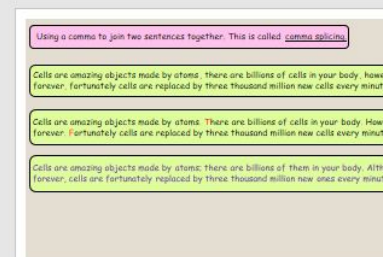 Using a comma to join two sentences together. This is called comma splicing.
Cells are amazing objects made by atoms, there are billions of cells in your body, howe
forever, fortunately cells are replaced by three thousand million new cells every minut
Cells are amazing objects made by atoms. There are billions of cells in your body. How
forever. Fortunately cells are replaced by three thousand million new cells every minut
Cells are amazing objects made by atoms; there are billions of them in your body. Alth
forever, cells are fortunately replaced by three thousand million new ones every minut